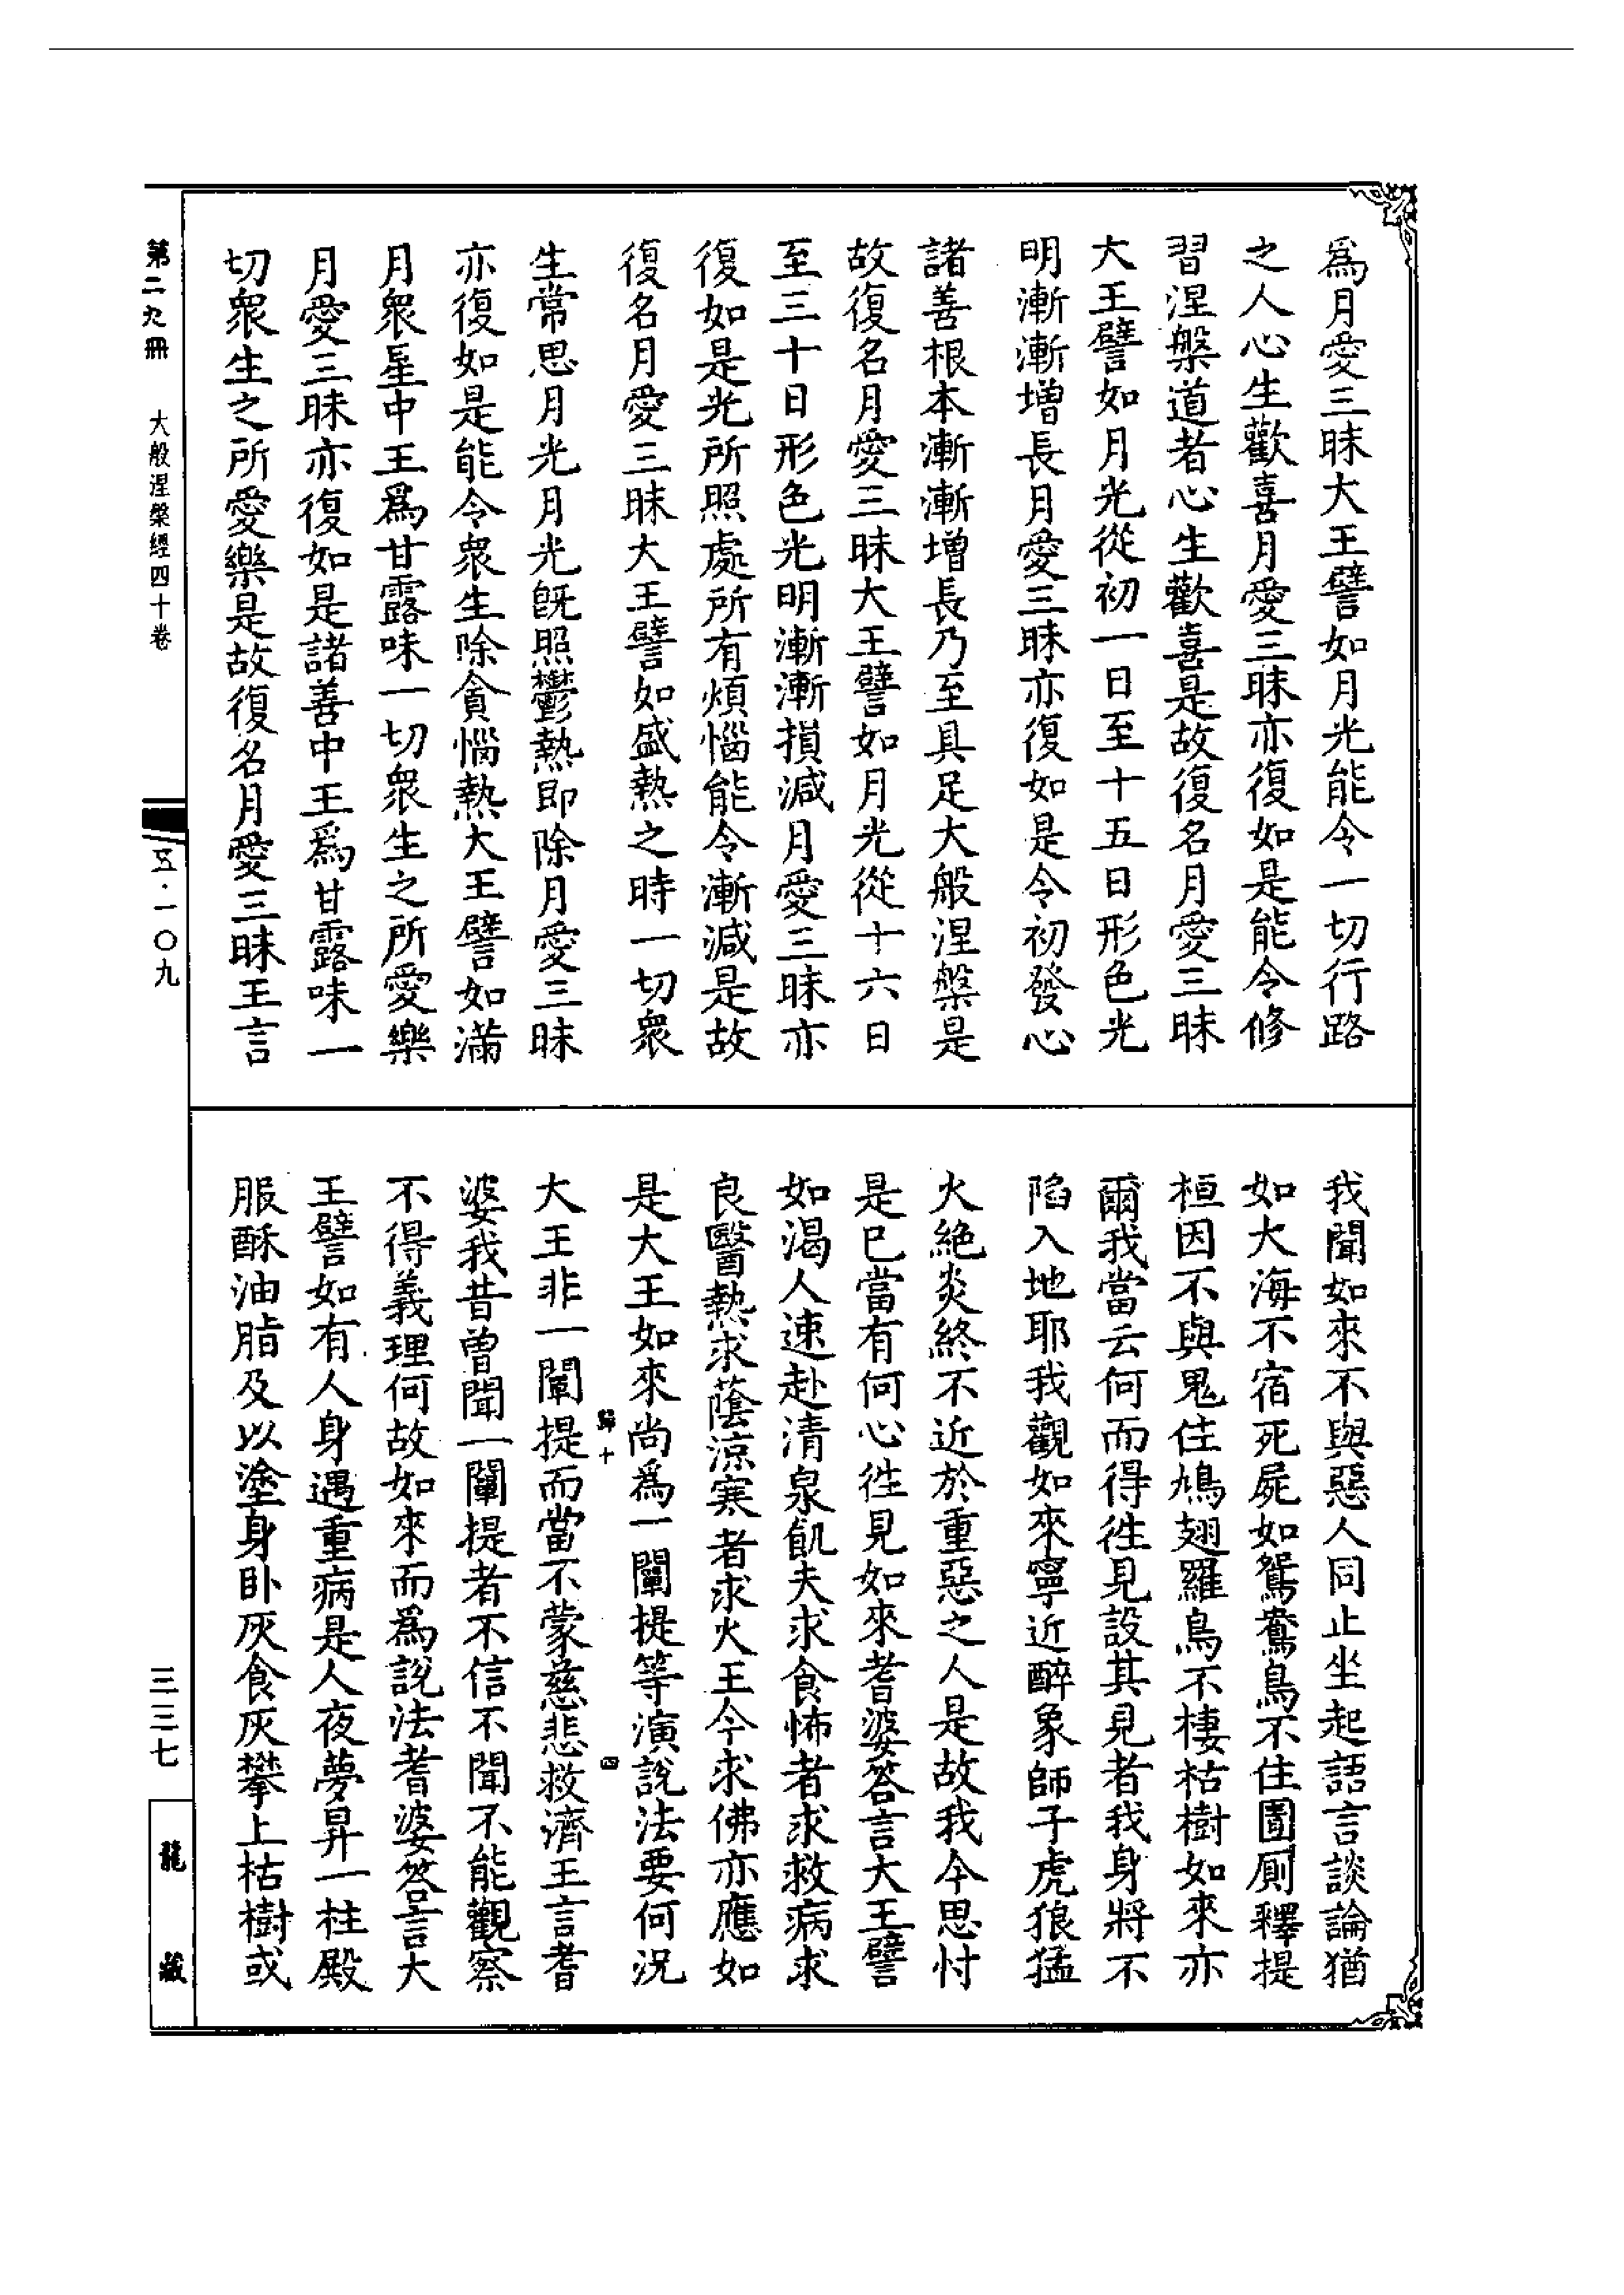 爲月愛三昧大王譬如月光能令一切行路
之人心生歡喜月愛三昧亦復如是能令修
習涅槃道者心生歡喜是故復名月愛三昧
大王譬如月光從初一日至十五日形色光
明漸漸增長月愛三昧亦復如是令初發心
諸善根本漸漸增長乃至具足大般涅槃是
故復名月愛三昧大王譬如月光從十六日
至三十日形色光明漸漸損減月愛三昧亦
復如是光所照處所有煩惱能令漸減是故
復名月愛三昧大王譬如盛熱之時一切衆
生常思月光月光旣照鬱熱即除月愛三昧
亦復如是能令衆生除貪惱熱大王譬如滿
月衆星中王爲甘露味一切衆生之所愛樂
月愛三昧亦復如是諸善中王爲甘露味一
切衆生之所愛樂是故復名月愛三昧王言
我聞如來不與惡人同止坐起語言談論猶
如大海不宿死屍如鴛鴦鳥不住圊廁釋提
桓因不與鬼住鳩翅羅鳥不棲枯樹如來亦
爾我當云何而得徃見設其見者我身將不
陷入地耶我觀如來寧近醉象師子虎狼猛
火絶炎終不近於重惡之人是故我今思忖
是已當有何心徃見如來耆婆答言大王譬
如渴人速赴清泉飢夫求食怖者求救病求
良醫熱求蔭涼寒者求火王今求佛亦應如
是大王如來尚爲一闡提等演說法要何況
歸十 四
大王非一闡提而當不蒙慈悲救濟王言耆
婆我昔曾聞一闡提者不信不聞不能觀察
不得義理何故如來而爲說法耆婆答言大
王譬如有人身遇重病是人夜夢昇一柱殿
服酥油脂及以塗身卧灰食灰攀上枯樹或
第二九冊 大般涅槃經四十卷 五·一〇九 三三七 龍藏